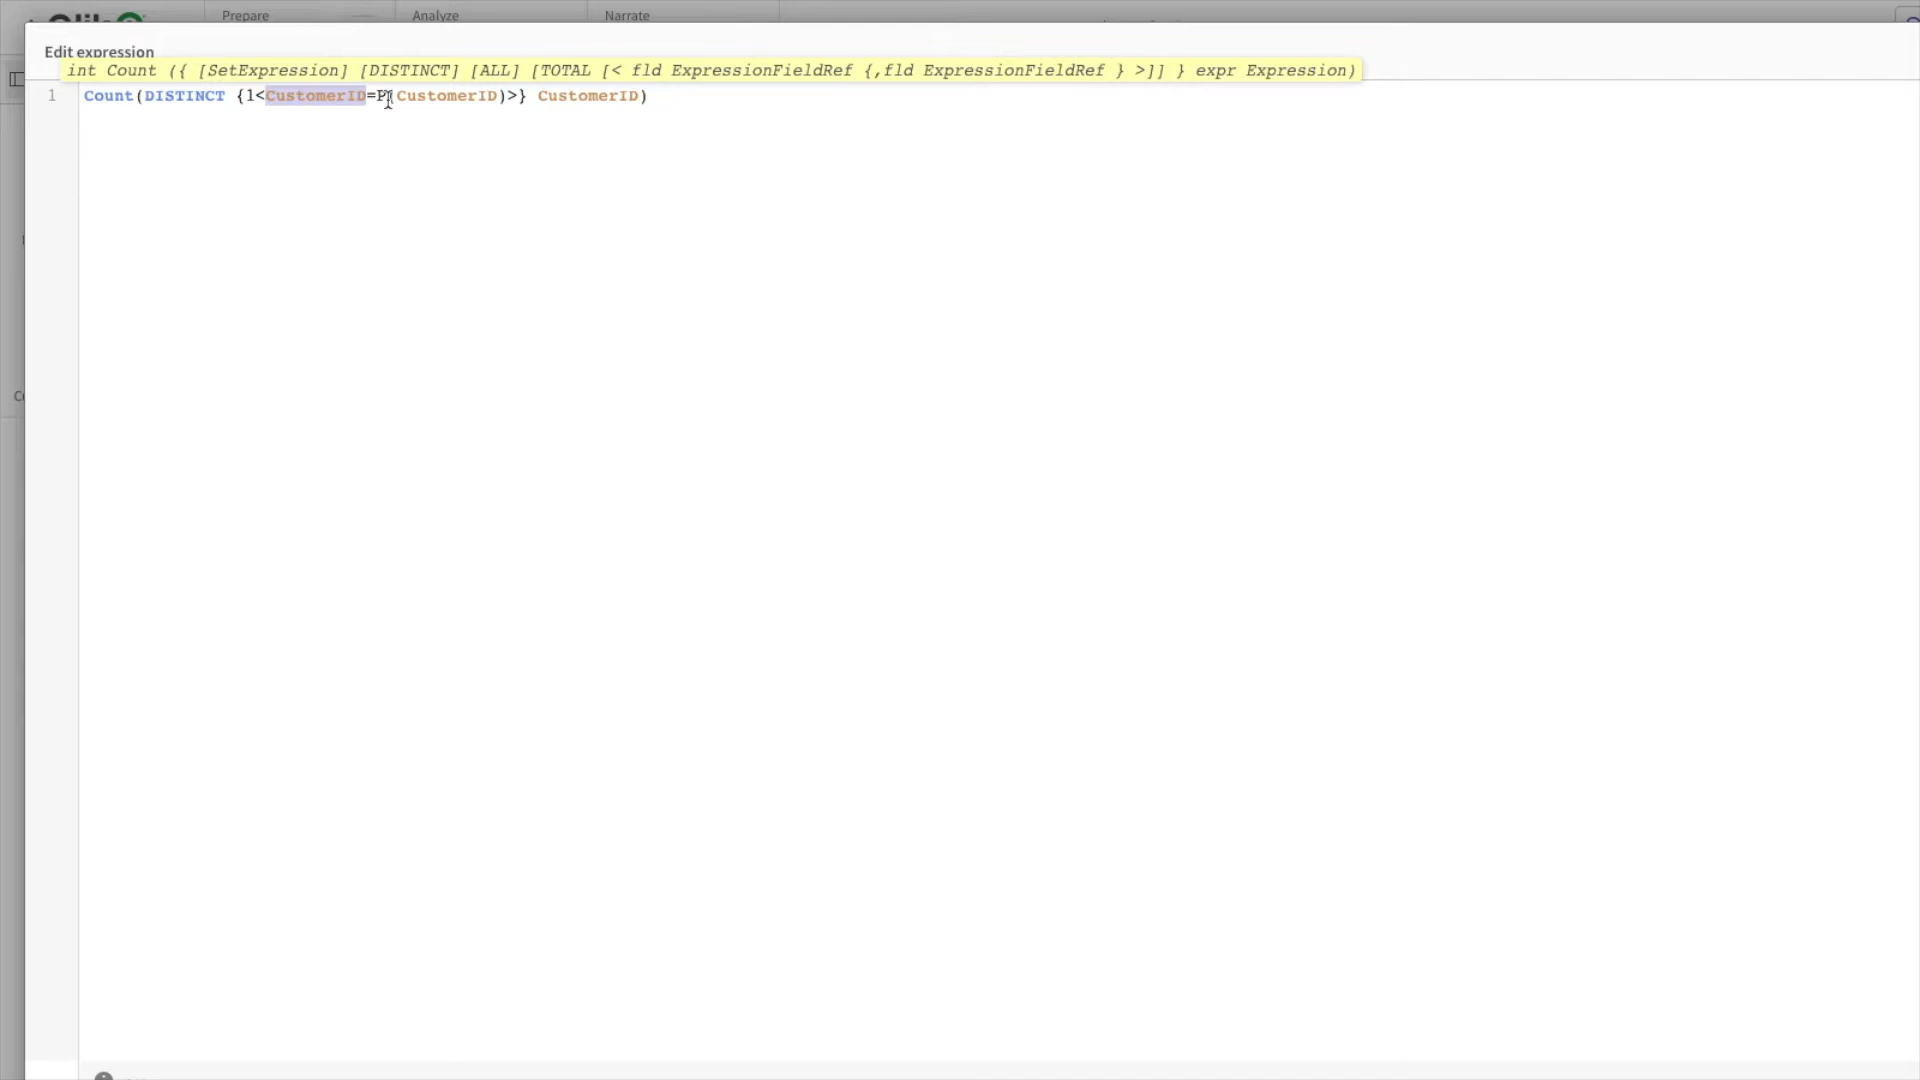 Prepare
Analyze
Narrate
Edit expression
int Count ({ [SetExpression] [DISTINCT] [ALL] [TOTAL [< fld ExpressionFieldRef {,fld ExpressionFieldRef } >]] } expr Expression)
1
Count(DISTINCT {1<CustomerID=P(CustomerID)>} CustomerID)